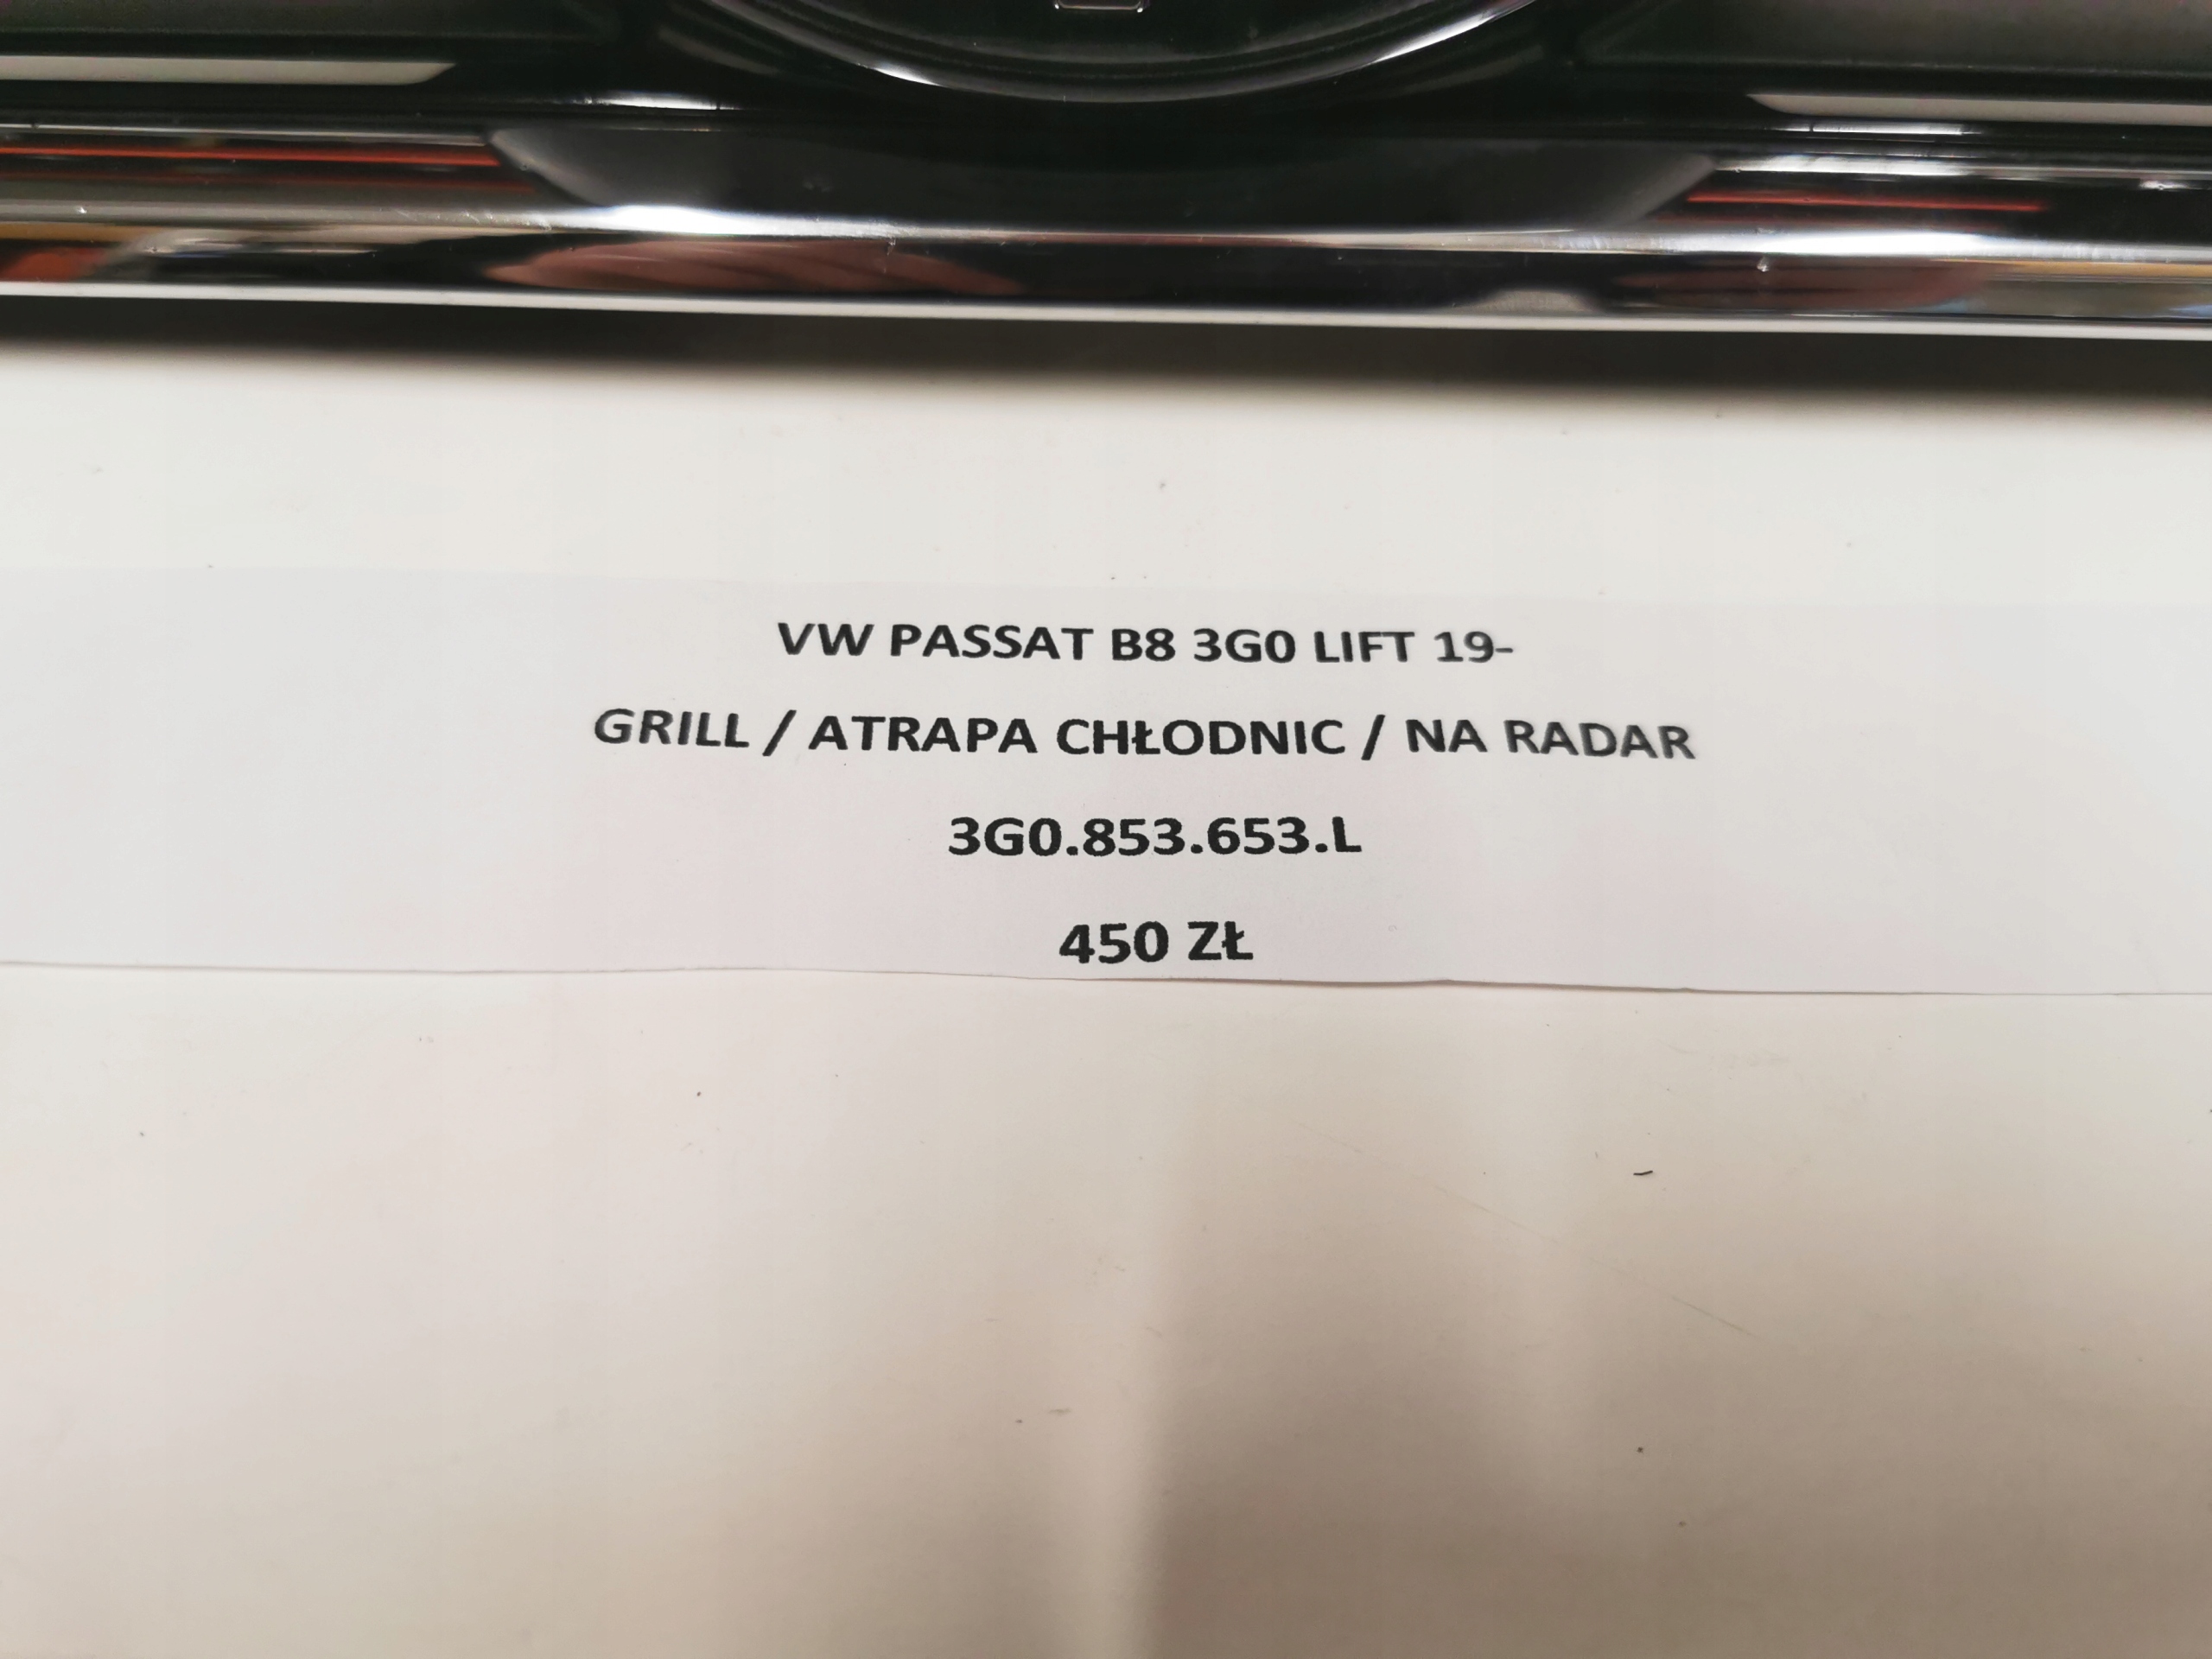 VW PASSAT B8 3G0 LIFT 19-
GRILL / ATRAPA CHŁODNIC / NA RADAR
3G0.853.653.L
450 ZŁ